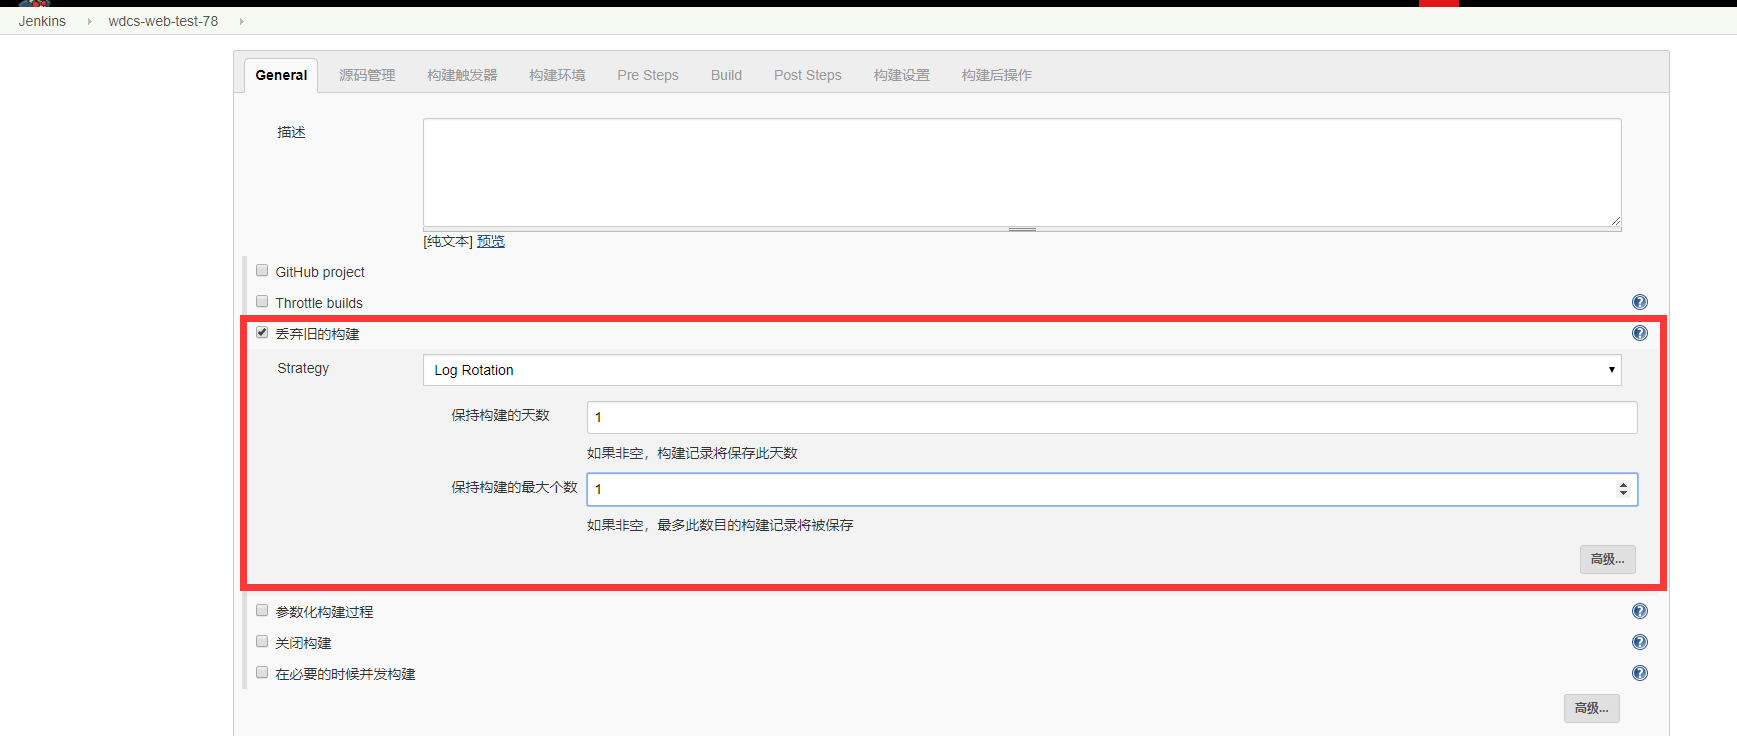 Jenkins wdcs-web-test-78
General 源码管理 构建触发器 构建环境 Pre Steps Build Post Steps 构建设置 构建后操作
描述
[纯文本] 预览
GitHub project
Throttle builds
丢弃旧的构建
Strategy Log Rotation
保持构建的天数 1
如果非空，构建记录将保存此天数
保持构建的最大个数 1
如果非空，最多此数目的构建记录将被保存
高级...
参数化构建过程
关闭构建
在必要的时候并发构建
高级...